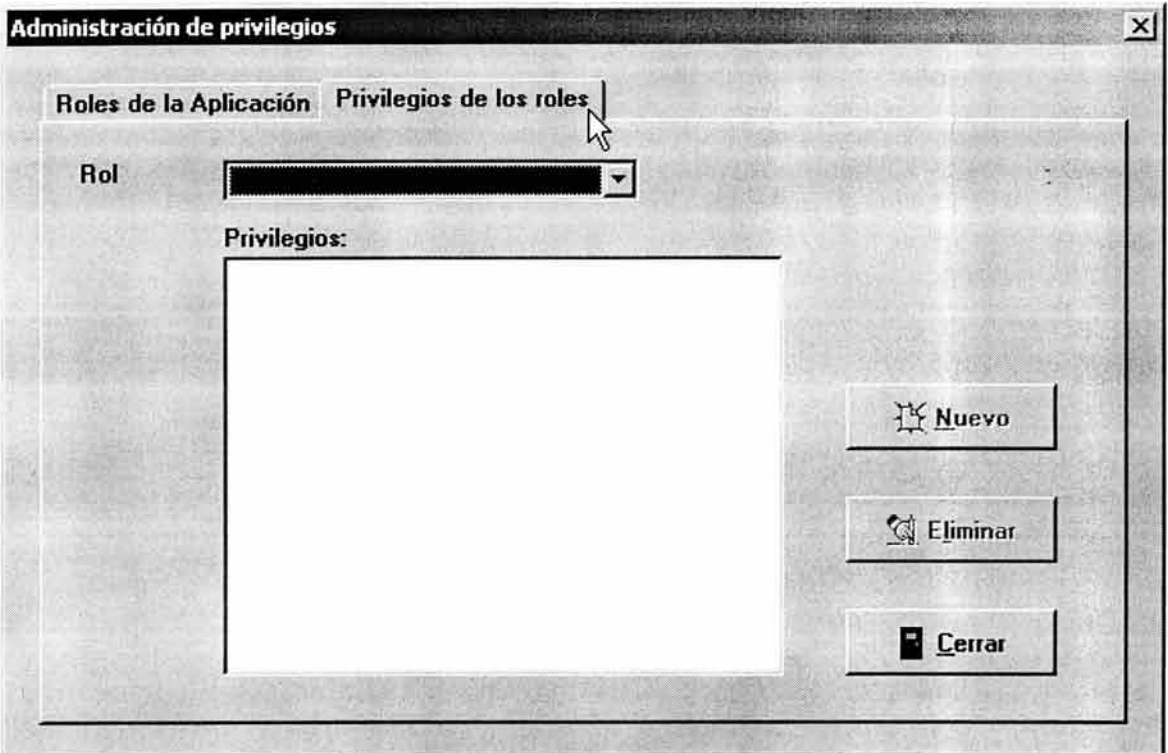 Administración de privilegios
Roles de la Aplicación Privilegios de los roles
Rol
Privilegios:
Nuevo
Eliminar
Cerrar